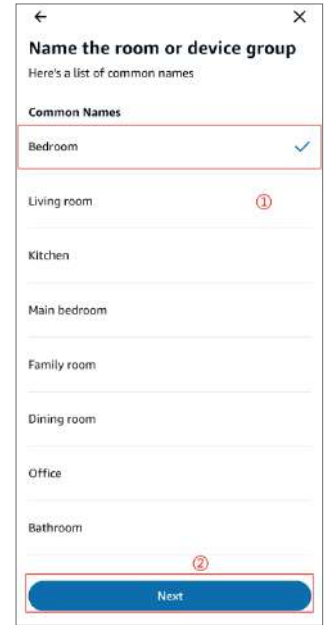 Name the room or device group
Here's a list of common names
Common Names
Bedroom
Living room
①
Kitchen
Main bedroom
Family room
Dining room
Office
Bathroom
②
Next